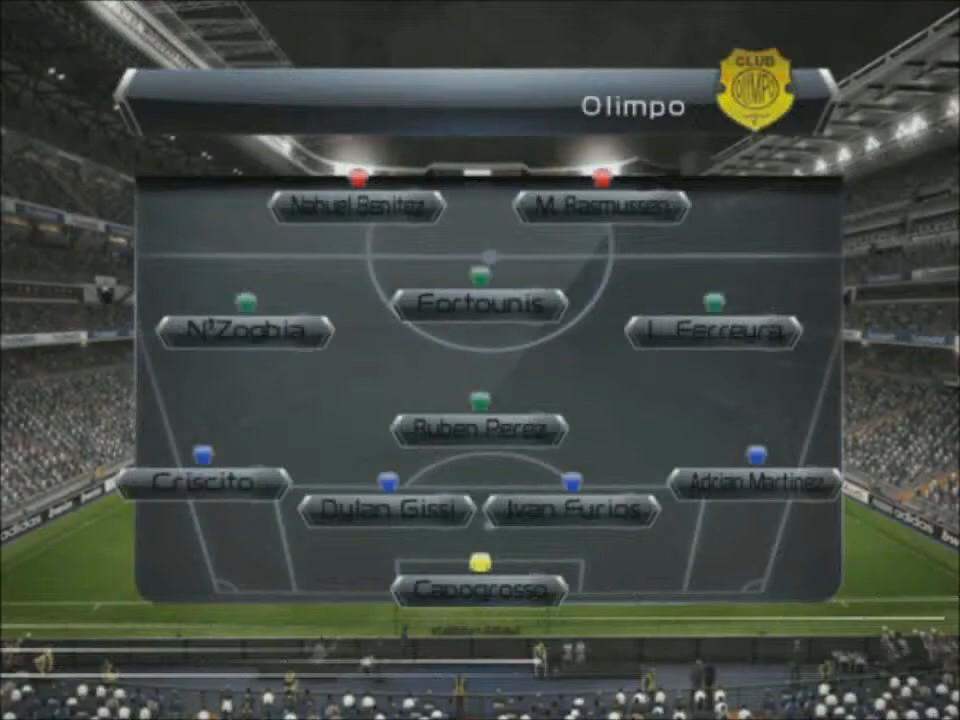 CLUB
OLIMPO
Olimpo
Nahuel Benitez
M. Rasmussen
Fortounis
N'Zogbia
I. Ferreyra
Ruben Perez
Criscito
Adrian Martinez
Dylan Gissi
Ivan Furios
Capogrosso
adidas